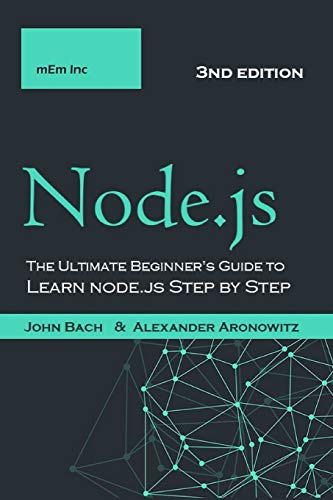 mEm Inc
3ND EDITION
Node.js
THE ULTIMATE BEGINNER'S GUIDE TO
LEARN NODE.JS STEP BY STEP
JOHN BACH & ALEXANDER ARONOWITZ